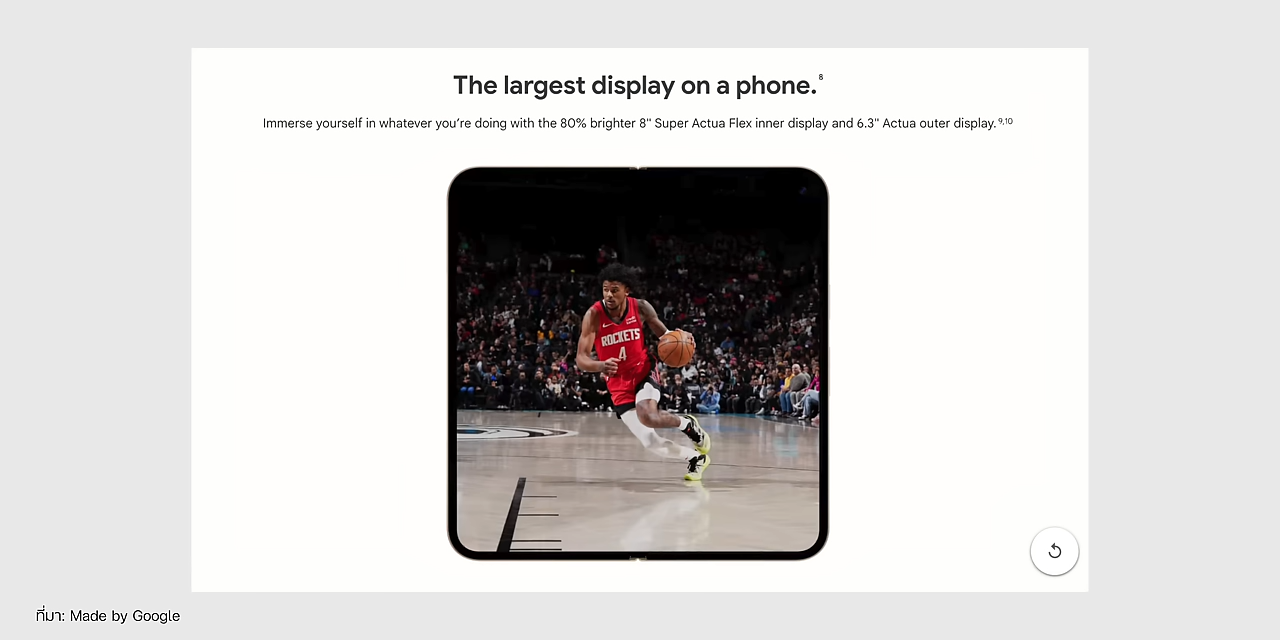 The largest display on a phone.⁸
Immerse yourself in whatever you’re doing with the 80% brighter 8" Super Actua Flex inner display and 6.3" Actua outer display.⁹,¹⁰
ROCKETS
4
ที่มา: Made by Google